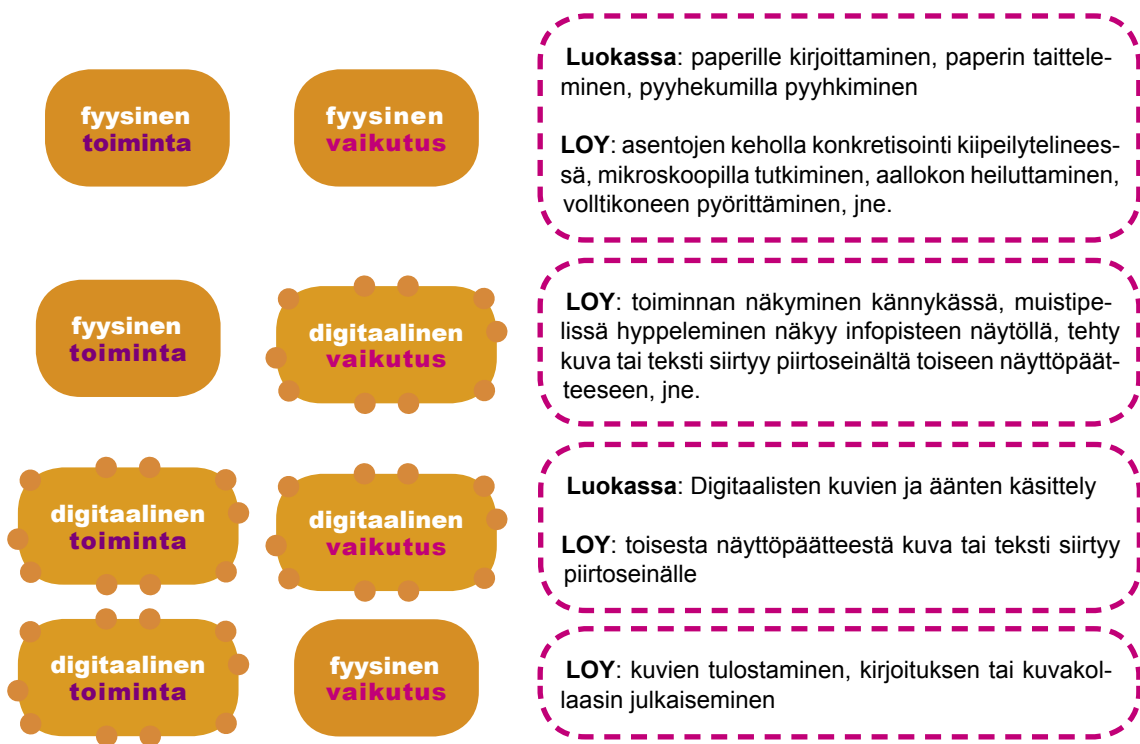 fyysinen
toiminta
fyysinen
vaikutus
Luokassa: paperille kirjoittaminen, paperin taittele-
minen, pyyhekumilla pyyhkiminen
LOY: asentojen keholla konkretisointi kiipeilytelinees-
sä, mikroskoopilla tutkiminen, aallokon heiluttaminen,
volltikoneen pyörittäminen, jne.
fyysinen
toiminta
digitaalinen
vaikutus
LOY: toiminnan näkyminen kännykässä, muistipe-
lissä hyppeleminen näkyy infopisteen näytöllä, tehty
kuva tai teksti siirtyy piirtoseinältä toiseen näyttöpäät-
teeseen, jne.
digitaalinen
toiminta
digitaalinen
vaikutus
Luokassa: Digitaalisten kuvien ja äänten käsittely
LOY: toisesta näyttöpäätteestä kuva tai teksti siirtyy
piirtoseinälle
digitaalinen
toiminta
fyysinen
vaikutus
LOY: kuvien tulostaminen, kirjoituksen tai kuvakol-
laasin julkaiseminen